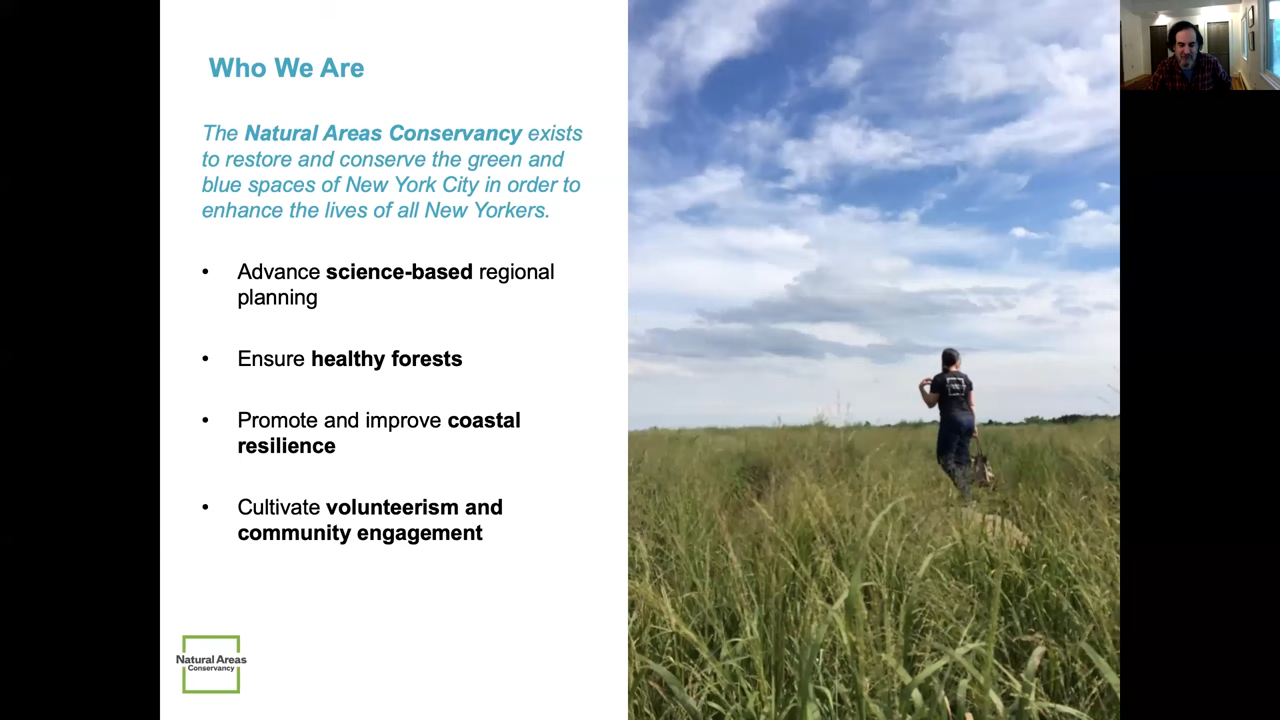 Who We Are
The Natural Areas Conservancy exists
to restore and conserve the green and
blue spaces of New York City in order to
enhance the lives of all New Yorkers.
• Advance science-based regional
planning
• Ensure healthy forests
• Promote and improve coastal
resilience
• Cultivate volunteerism and
community engagement
Natural Areas
Conservancy